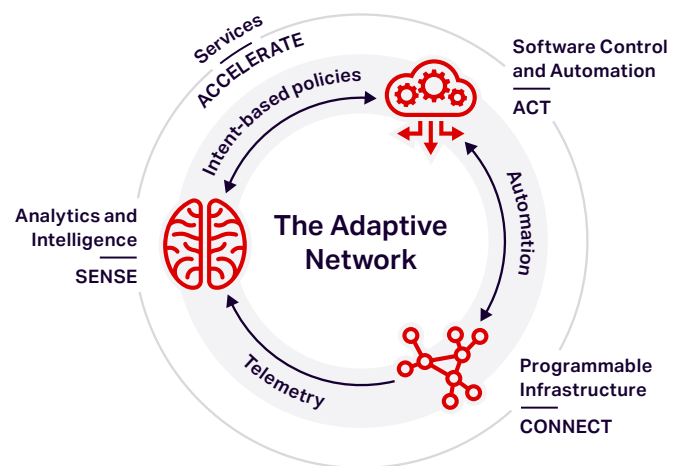 Services
ACCELERATE
Intent-based policies
Software Control
and Automation
ACT
Automation
Analytics and
Intelligence
SENSE
The Adaptive
Network
Telemetry
Programmable
Infrastructure
CONNECT